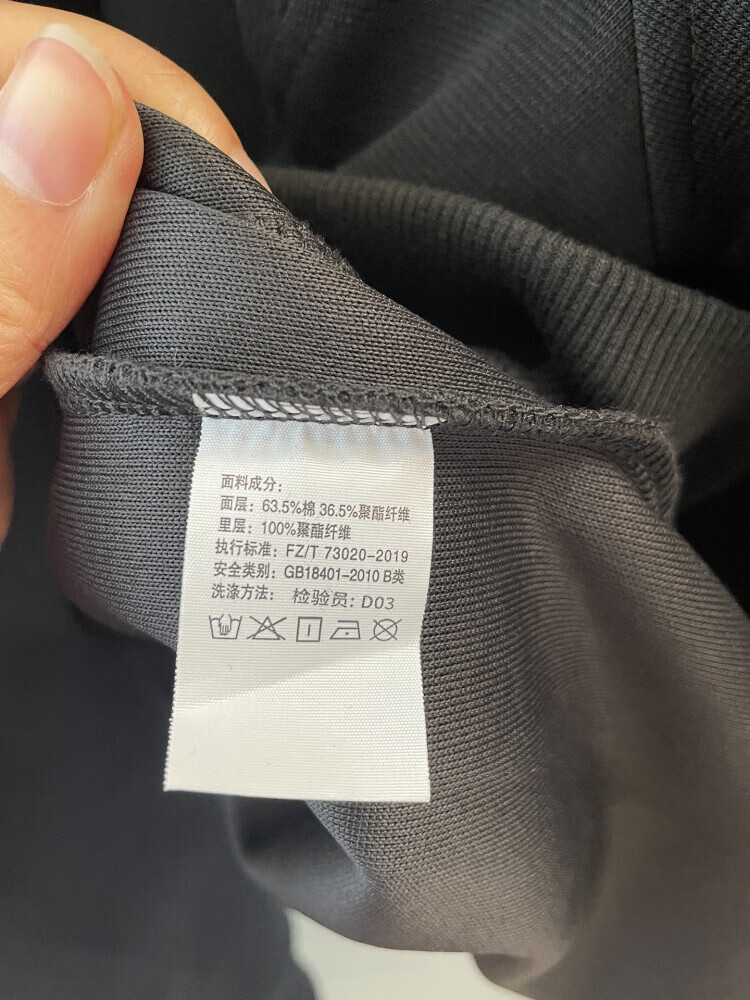 面料成分:
面层: 63.5%棉 36.5%聚酯纤维
里层: 100%聚酯纤维
执行标准: FZ/T 73020-2019
安全类别: GB18401-2010 B类
洗涤方法: 检验员: D03